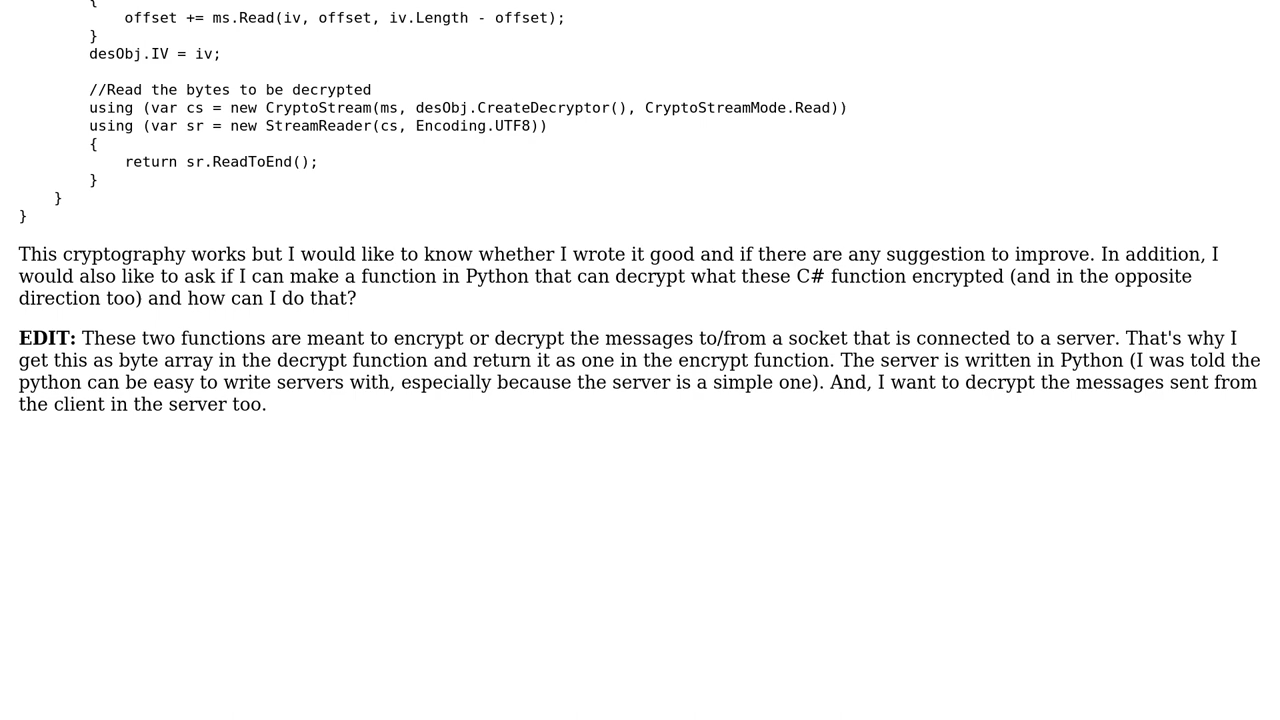 {
offset += ms.Read(iv, offset, iv.Length - offset);
}
desObj.IV = iv;
//Read the bytes to be decrypted
using (var cs = new CryptoStream(ms, desObj.CreateDecryptor(), CryptoStreamMode.Read))
using (var sr = new StreamReader(cs, Encoding.UTF8))
{
return sr.ReadToEnd();
}
}
}
This cryptography works but I would like to know whether I wrote it good and if there are any suggestion to improve. In addition, I
would also like to ask if I can make a function in Python that can decrypt what these C# function encrypted (and in the opposite
direction too) and how can I do that?
EDIT: These two functions are meant to encrypt or decrypt the messages to/from a socket that is connected to a server. That's why I
get this as byte array in the decrypt function and return it as one in the encrypt function. The server is written in Python (I was told the
python can be easy to write servers with, especially because the server is a simple one). And, I want to decrypt the messages sent from
the client in the server too.